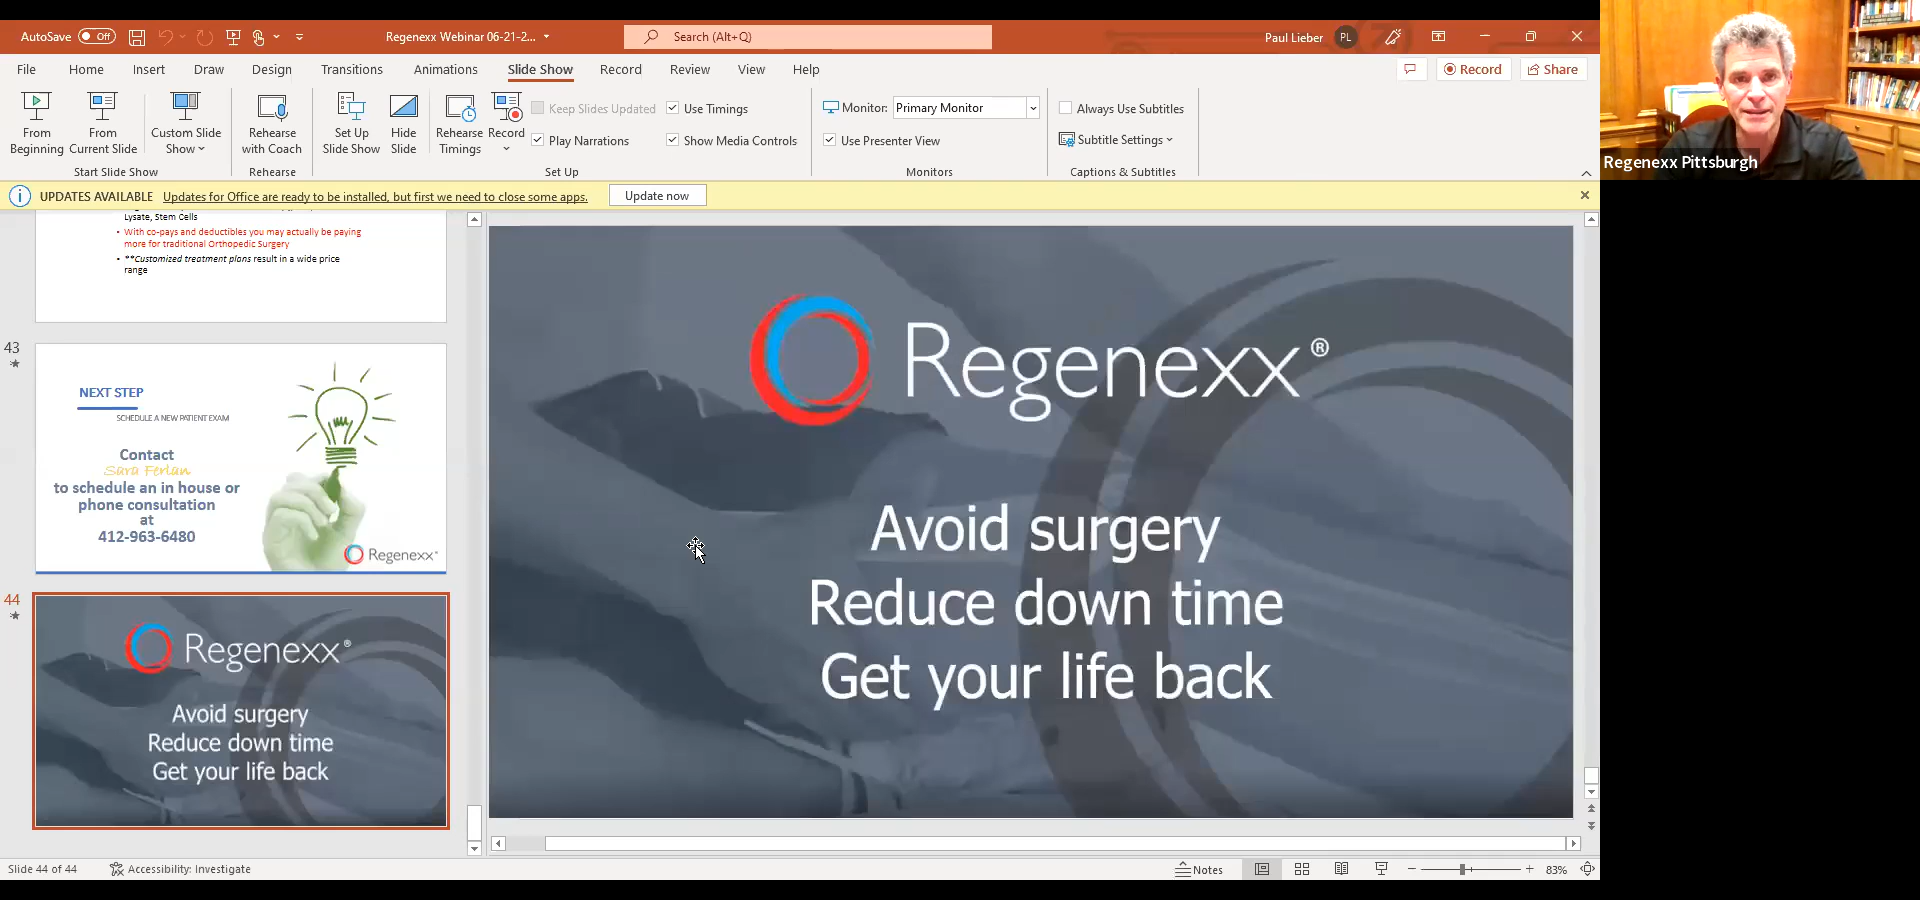 AutoSave Off
Regenexx Webinar 06-21-2...
Search (Alt+Q)
Paul Lieber PL
File Home Insert Draw Design Transitions Animations Slide Show Record Review View Help
Record Share
From Beginning
From Current Slide
Custom Slide Show
Start Slide Show
Rehearse with Coach
Rehearse
Set Up Slide Show
Hide Slide
Rehearse Timings
Record
Keep Slides Updated
Play Narrations
Use Timings
Show Media Controls
Set Up
Monitor: Primary Monitor
Use Presenter View
Monitors
Always Use Subtitles
Subtitle Settings
Captions & Subtitles
Regenexx Pittsburgh
UPDATES AVAILABLE Updates for Office are ready to be installed, but first we need to close some apps. Update now
Lysate, Stem Cells
• With co-pays and deductibles you may actually be paying
more for traditional Orthopedic Surgery
• **Customized treatment plans result in a wide price
range
43
NEXT STEP
SCHEDULE A NEW PATIENT EXAM
Contact
Sara Ferlan
to schedule an in house or
phone consultation
at
412-963-6480
Regenexx
44
Regenexx®
Avoid surgery
Reduce down time
Get your life back
Regenexx®
Avoid surgery
Reduce down time
Get your life back
Slide 44 of 44
Accessibility: Investigate
Notes
83%